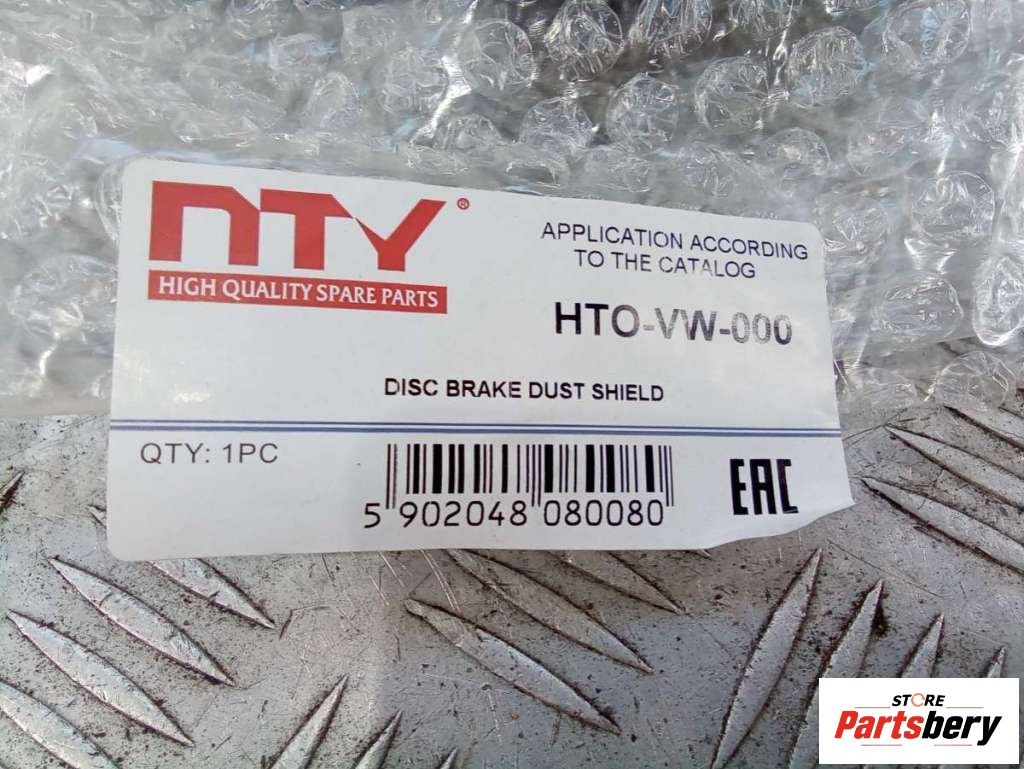 NTY®
HIGH QUALITY SPARE PARTS
APPLICATION ACCORDING
TO THE CATALOG
HTO-VW-000
DISC BRAKE DUST SHIELD
QTY: 1PC
5 902048 080080
EAC
STORE
Partsbery